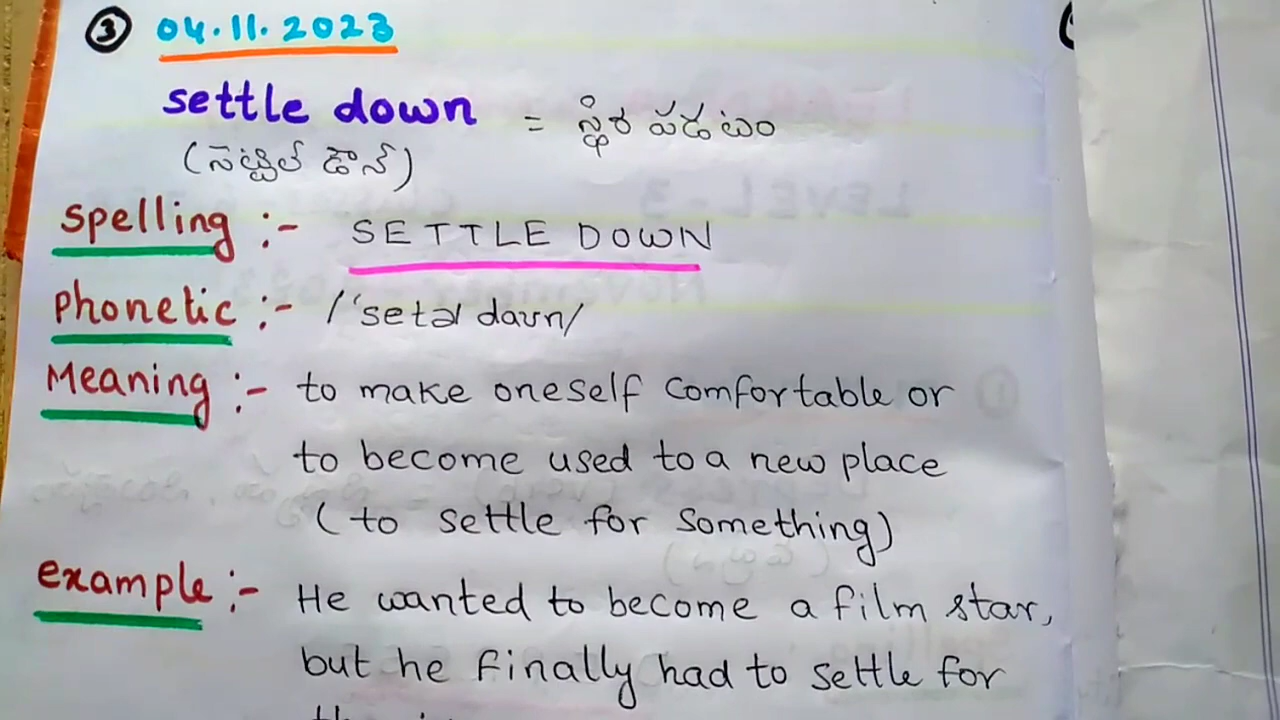 ③ 04.11.2023
settle down = స్థిర పడటం
(సెట్టిల్ డౌన్)
Spelling :- SETTLE DOWN
Phonetic :- /ˈsetəl daʊn/
Meaning :- to make oneself comfortable or
to become used to a new place
(to settle for something)
example :- He wanted to become a film star,
but he finally had to settle for